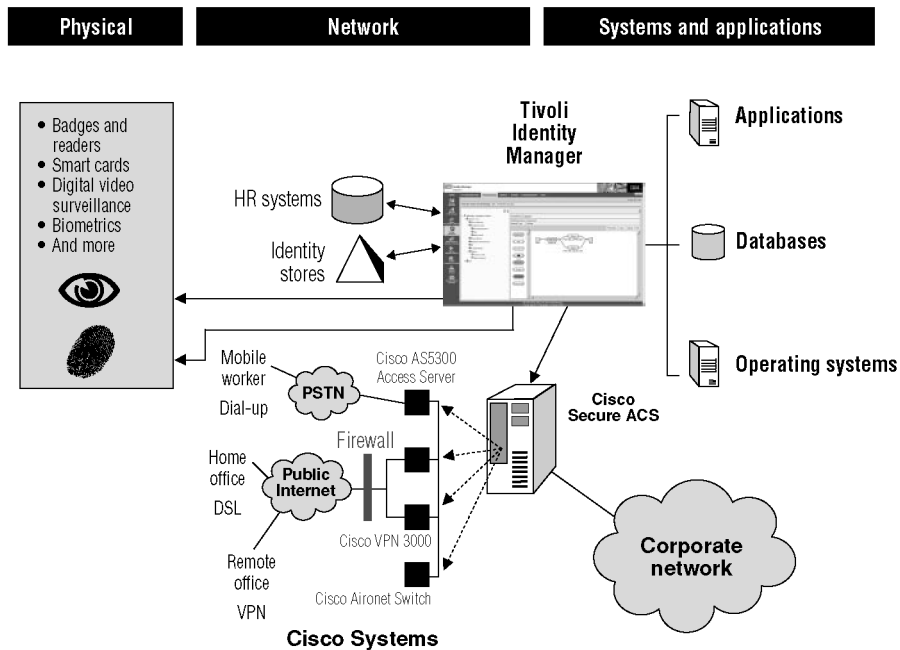 Physical
Network
Systems and applications
• Badges and
readers
• Smart cards
• Digital video
surveillance
• Biometrics
• And more
HR systems
Identity
stores
Tivoli
Identity
Manager
Applications
Databases
Operating systems
Mobile
worker
Dial-up
PSTN
Cisco AS5300
Access Server
Cisco
Secure ACS
Firewall
Home
office
DSL
Public
Internet
Cisco VPN 3000
Remote
office
VPN
Cisco Aironet Switch
Corporate
network
Cisco Systems